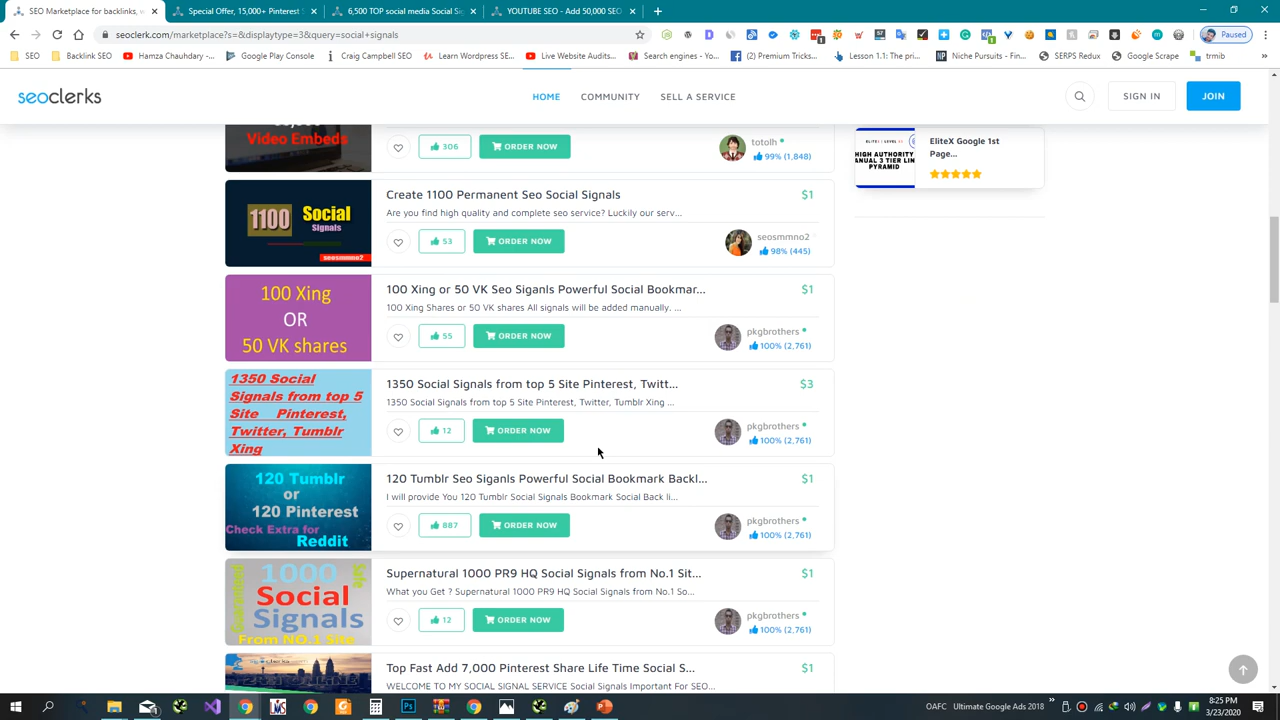 SEO Marketplace for backlinks, w
Special Offer, 15,000+ Pinterest S
6,500 TOP social media Social Sig
YOUTUBE SEO - Add 50,000 SEO
seoclerk.com/marketplace?s=&displaytype=3&query=social+signals
Paused
SEO
Backlink SEO
Hamza Chaudhary...
Google Play Console
Craig Campbell SEO
Learn Wordpress SE...
Live Website Audits...
Search engines - Yo...
(2) Premium Tricks...
Lesson 1.1: The pri...
Niche Pursuits - Fin...
SERPS Redux
Google Scrape
trmib
seoclerks
HOME
COMMUNITY
SELL A SERVICE
SIGN IN
JOIN
Video Embeds
306
ORDER NOW
totolh
99% (1,848)
HIGH AUTHORITY
MANUAL 3 TIER LIN
PYRAMID
EliteX Google 1st
Page...
1100 Social
Signals
seosmmno2
Create 1100 Permanent Seo Social Signals
$1
Are you find high quality and complete seo service? Luckily our serv...
53
ORDER NOW
seosmmno2
98% (445)
100 Xing
OR
50 VK shares
100 Xing or 50 VK Seo Siganls Powerful Social Bookmar...
$1
100 Xing Shares or 50 VK shares All signals will be added manually. ...
55
ORDER NOW
pkgbrothers
100% (2,761)
1350 Social
Signals from top 5
Site Pinterest,
Twitter, Tumblr
Xing
1350 Social Signals from top 5 Site Pinterest, Twitt...
$3
1350 Social Signals from top 5 Site Pinterest, Twitter, Tumblr Xing ...
12
ORDER NOW
pkgbrothers
100% (2,761)
120 Tumblr
or
120 Pinterest
Check Extra for
Reddit
120 Tumblr Seo Siganls Powerful Social Bookmark Backl...
$1
I will provide You 120 Tumblr Social Signals Bookmark Social Back li...
887
ORDER NOW
pkgbrothers
100% (2,761)
1000
Social
Signals
From NO.1 Site
Safe
Supernatural 1000 PR9 HQ Social Signals from No.1 Sit...
$1
What you Get ? Supernatural 1000 PR9 HQ Social Signals from No.1 So...
12
ORDER NOW
pkgbrothers
100% (2,761)
Top Fast Add 7,000 Pinterest Share Life Time Social S...
$1
WELCOME TO MY SOCIAL SIGNAL SERVICE Social Signals Important For SEO...
OAFC
Ultimate Google Ads 2018
8:25 PM
3/23/2020